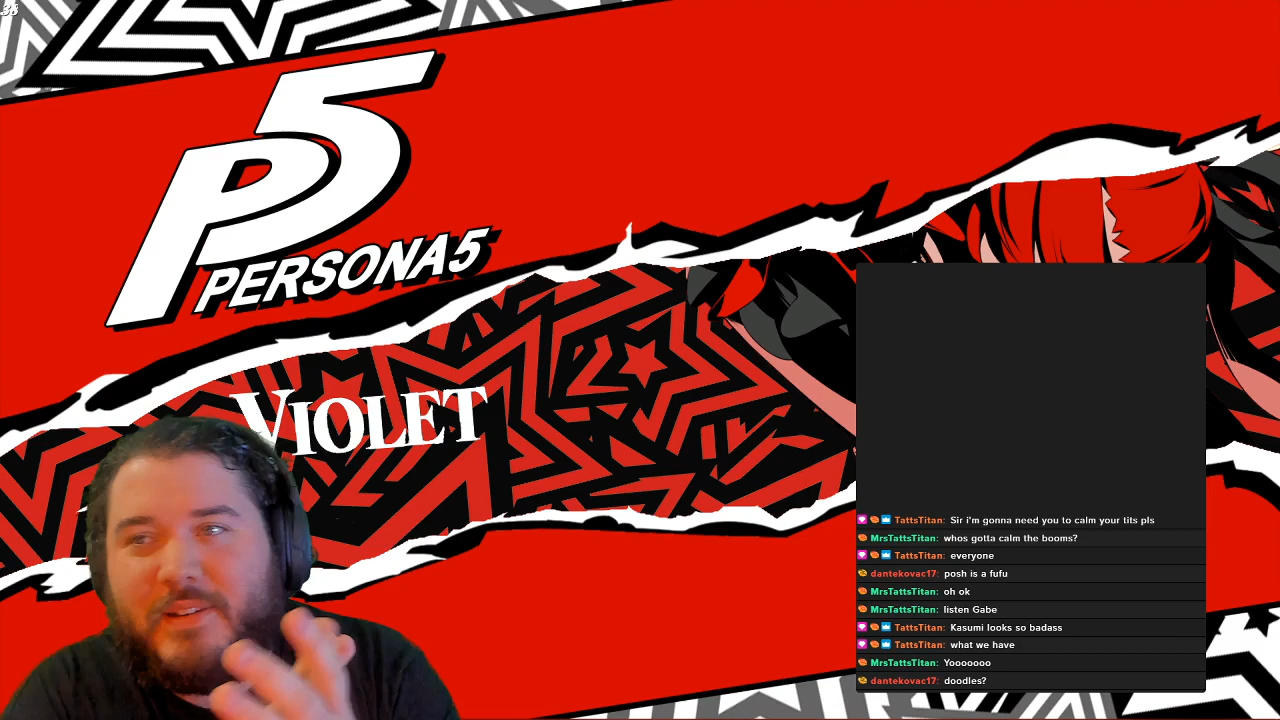 38
P5
PERSONA5
VIOLET
TattsTitan: Sir i'm gonna need you to calm your tits pls
MrsTattsTitan: whos gotta calm the booms?
TattsTitan: everyone
dantekovac17: posh is a fufu
MrsTattsTitan: oh ok
MrsTattsTitan: listen Gabe
TattsTitan: Kasumi looks so badass
TattsTitan: what we have
MrsTattsTitan: Yooooooo
dantekovac17: doodles?